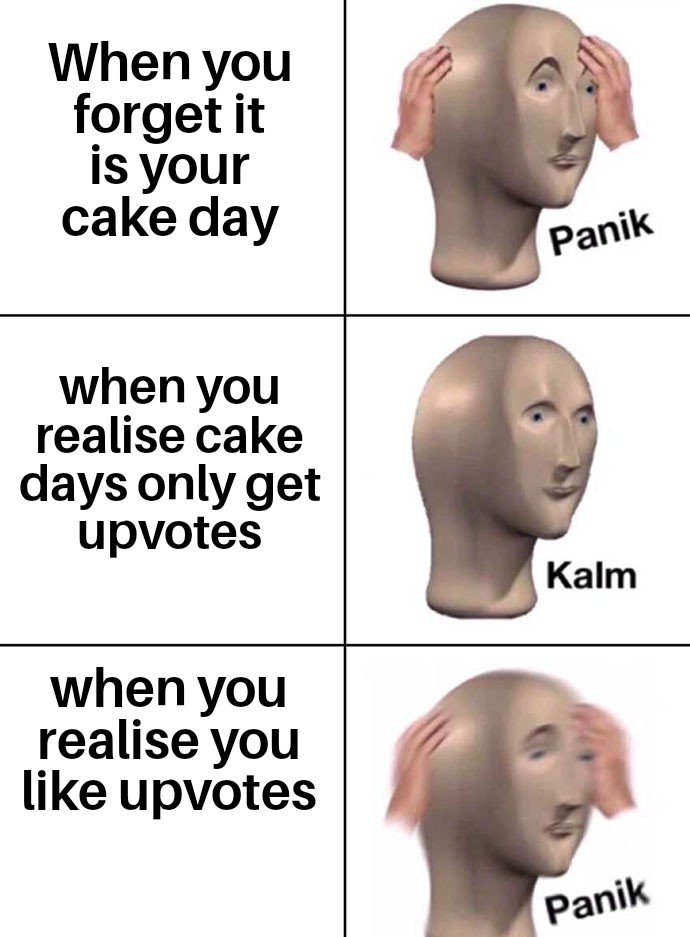 When you
forget it
is your
cake day
Panik
when you
realise cake
days only get
upvotes
Kalm
when you
realise you
like upvotes
Panik